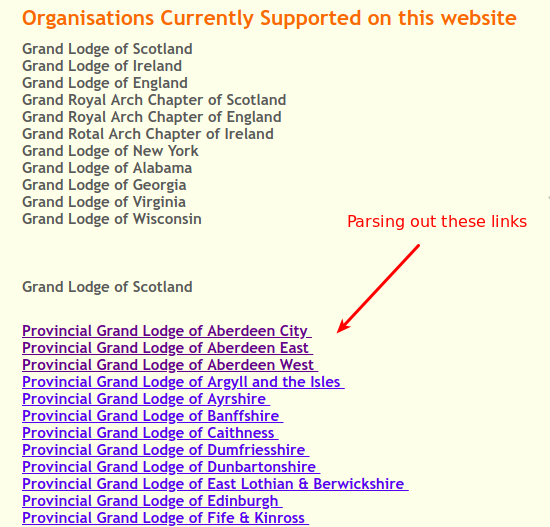 Organisations Currently Supported on this website
Grand Lodge of Scotland
Grand Lodge of Ireland
Grand Lodge of England
Grand Royal Arch Chapter of Scotland
Grand Royal Arch Chapter of England
Grand Rotal Arch Chapter of Ireland
Grand Lodge of New York
Grand Lodge of Alabama
Grand Lodge of Georgia
Grand Lodge of Virginia
Grand Lodge of Wisconsin
Parsing out these links
Grand Lodge of Scotland
Provincial Grand Lodge of Aberdeen City
Provincial Grand Lodge of Aberdeen East
Provincial Grand Lodge of Aberdeen West
Provincial Grand Lodge of Argyll and the Isles
Provincial Grand Lodge of Ayrshire
Provincial Grand Lodge of Banffshire
Provincial Grand Lodge of Caithness
Provincial Grand Lodge of Dumfriesshire
Provincial Grand Lodge of Dunbartonshire
Provincial Grand Lodge of East Lothian & Berwickshire
Provincial Grand Lodge of Edinburgh
Provincial Grand Lodge of Fife & Kinross